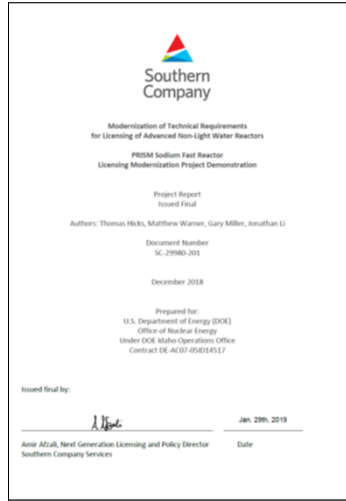 Southern
Company
Modernization of Technical Requirements
for Licensing of Advanced Non-Light Water Reactors
PRISM Sodium Fast Reactor
Licensing Modernization Project Demonstration
Project Report
Issued Final
Authors: Thomas Hicks, Matthew Warner, Gary Miller, Jonathan Li
Document Number
SC-29980-201
December 2018
Prepared for:
U.S. Department of Energy (DOE)
Office of Nuclear Energy
Under DOE Idaho Operations Office
Contract DE-AC07-05ID14517
Issued final by:
A Afzali
Jan. 29th, 2019
Amir Afzali, Next Generation Licensing and Policy Director
Date
Southern Company Services